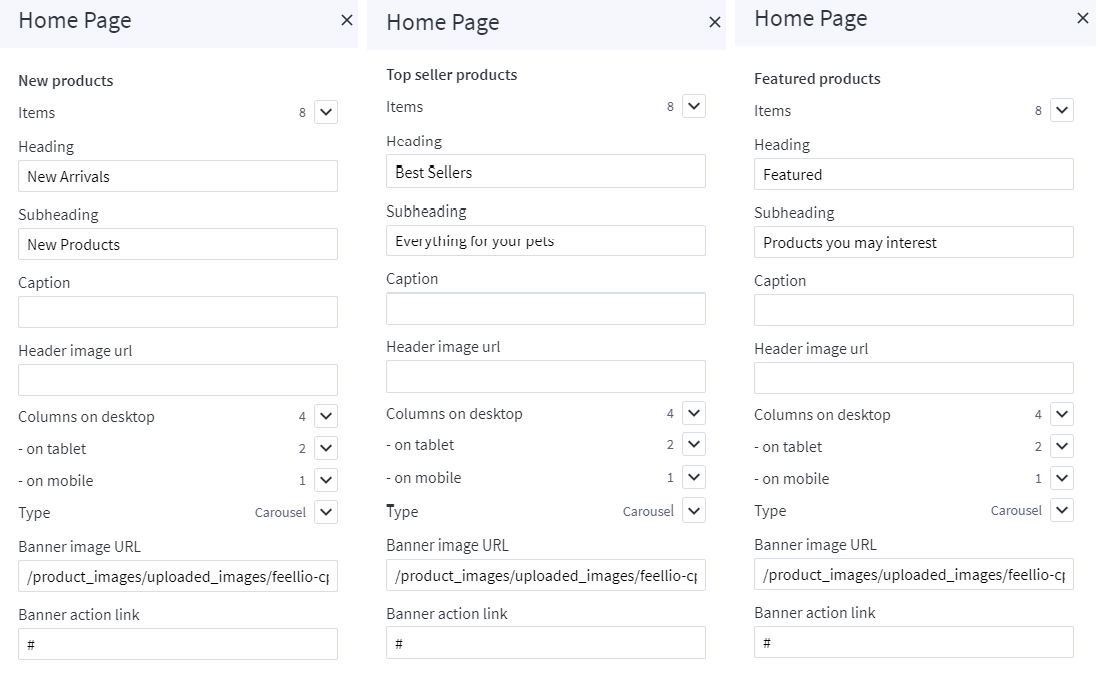 Home Page
New products
Items 8
Heading
New Arrivals
Subheading
New Products
Caption
Header image url
Columns on desktop 4
- on tablet 2
- on mobile 1
Type Carousel
Banner image URL
/product_images/uploaded_images/feellio-cp
Banner action link
#
Home Page
Top seller products
Items 8
Heading
Best Sellers
Subheading
Everything for your pets
Caption
Header image url
Columns on desktop 4
- on tablet 2
- on mobile 1
Type Carousel
Banner image URL
/product_images/uploaded_images/feellio-cp
Banner action link
#
Home Page
Featured products
Items 8
Heading
Featured
Subheading
Products you may interest
Caption
Header image url
Columns on desktop 4
- on tablet 2
- on mobile 1
Type Carousel
Banner image URL
/product_images/uploaded_images/feellio-cp
Banner action link
#